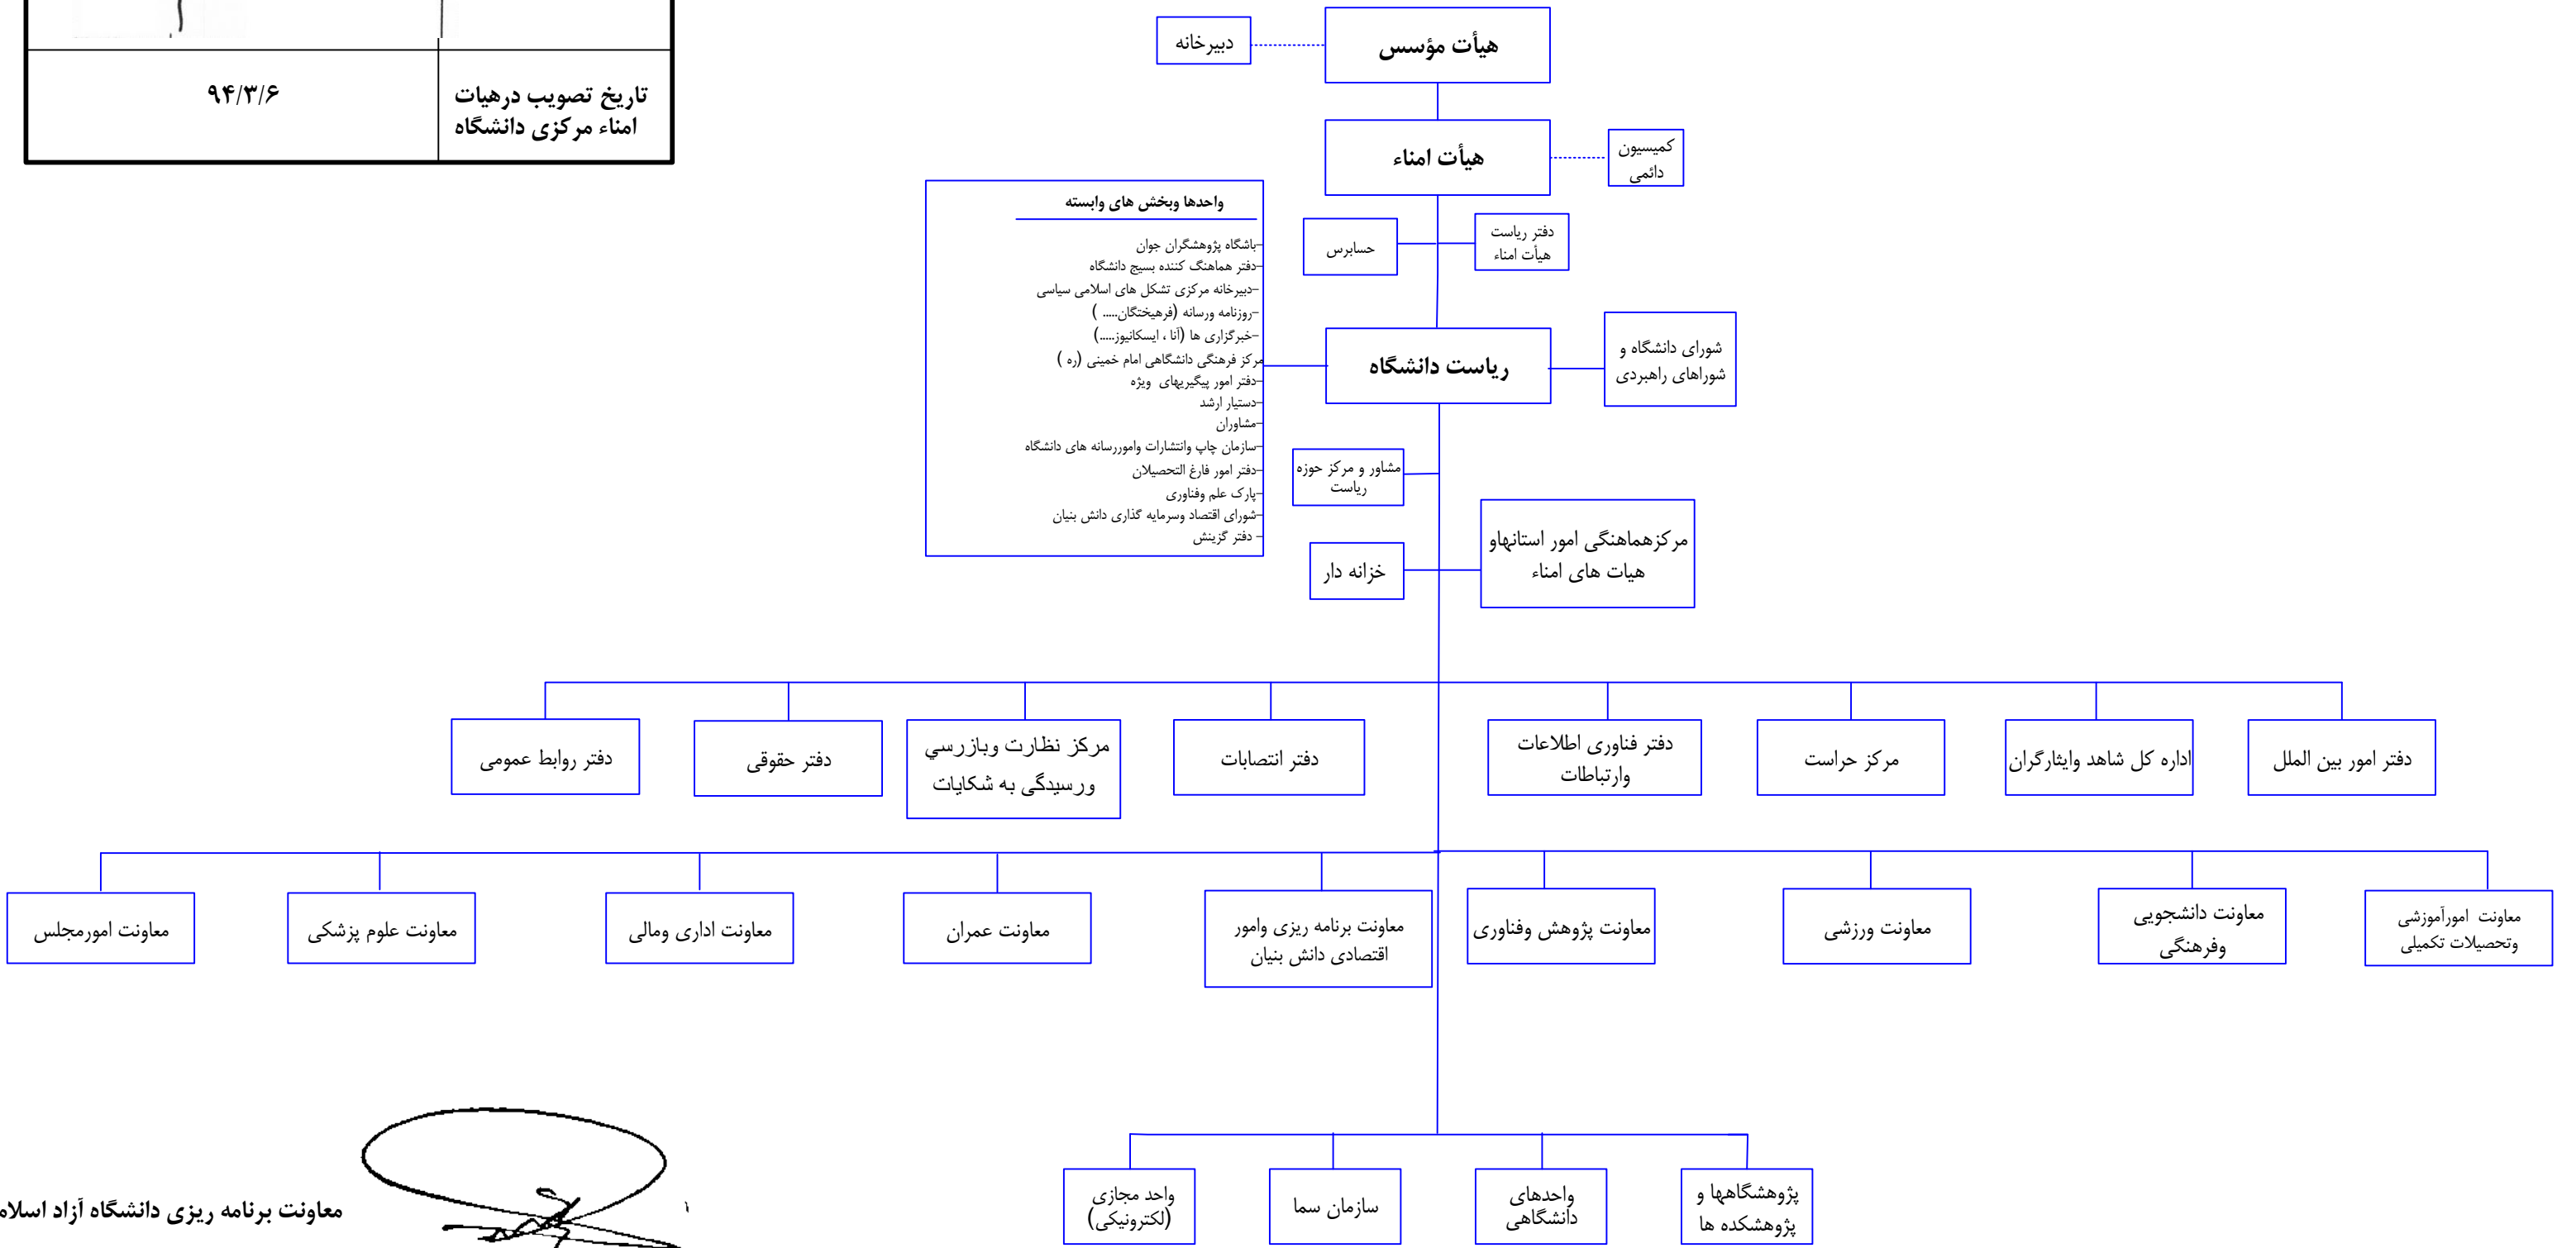 هیأت مؤسس
دبیرخانه
تاریخ تصویب درهیات
امناء مرکزی دانشگاه
۹۴/۳/۶
هیأت امناء
کمیسیون
دائمی
دفتر ریاست
هیأت امناء
حسابرس
واحدها وبخش های وابسته
-باشگاه پژوهشگران جوان
-دفتر هماهنگ کننده بسیج دانشگاه
-دبیرخانه مرکزی تشکل های اسلامی سیاسی
-روزنامه ورسانه (فرهیختگان..... )
-خبرگزاری ها (آنا ، ایسکانیوز.....)
مرکز فرهنگی دانشگاهی امام خمینی (ره )
-دفتر امور پیگیریهای ویژه
-دستیار ارشد
-مشاوران
-سازمان چاپ وانتشارات واموررسانه های دانشگاه
-دفتر امور فارغ التحصیلان
-پارک علم وفناوری
-شورای اقتصاد وسرمایه گذاری دانش بنیان
- دفتر گزینش
شورای دانشگاه و
شوراهای راهبردی
ریاست دانشگاه
مشاور و مرکز حوزه
ریاست
مرکزهماهنگی امور استانهاو
هیات های امناء
خزانه دار
دفتر امور بین الملل
اداره کل شاهد وایثارگران
مرکز حراست
دفتر فناوری اطلاعات
وارتباطات
دفتر انتصابات
مرکز نظارت وبازرسي
ورسیدگی به شکایات
دفتر حقوقی
دفتر روابط عمومی
معاونت امورآموزشی
وتحصیلات تکمیلی
معاونت دانشجویی
وفرهنگی
معاونت ورزشی
معاونت پژوهش وفناوری
معاونت برنامه ریزی وامور
اقتصادی دانش بنیان
معاونت عمران
معاونت اداری ومالی
معاونت علوم پزشکی
معاونت امورمجلس
پژوهشگاهها و
پژوهشکده ها
واحدهای
دانشگاهی
سازمان سما
واحد مجازی
(لکترونیکی)
معاونت برنامه ریزی دانشگاه آزاد اسلام